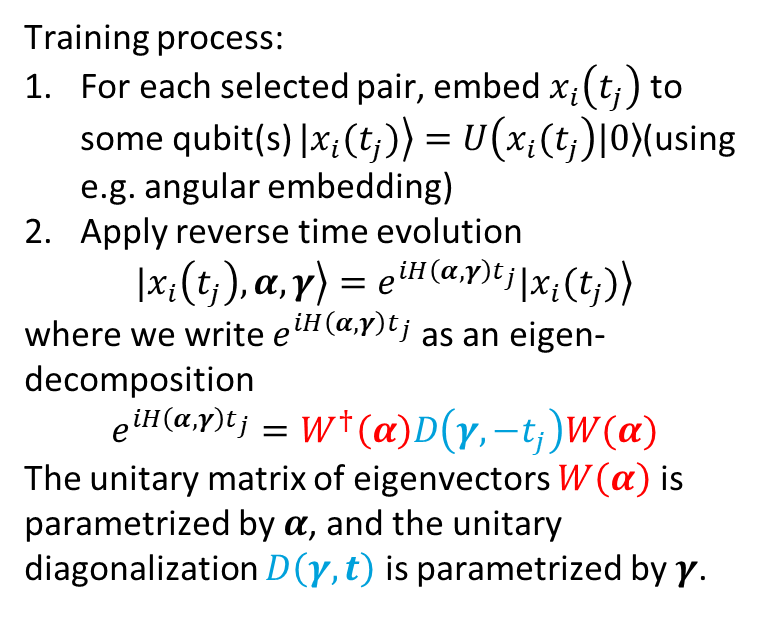 Training process:
1. For each selected pair, embed $x_i(t_j)$ to
some qubit(s) $|x_i(t_j)\rangle = U(x_i(t_j)|0\rangle$(using
e.g. angular embedding)
2. Apply reverse time evolution
$|x_i(t_j), \boldsymbol{\alpha}, \boldsymbol{\gamma}\rangle = e^{iH(\boldsymbol{\alpha},\boldsymbol{\gamma})t_j}|x_i(t_j)\rangle$
where we write $e^{iH(\boldsymbol{\alpha},\boldsymbol{\gamma})t_j}$ as an eigen-
decomposition
$e^{iH(\boldsymbol{\alpha},\boldsymbol{\gamma})t_j} = W^\dagger(\boldsymbol{\alpha})D(\boldsymbol{\gamma}, -t_j)W(\boldsymbol{\alpha})$
The unitary matrix of eigenvectors $W(\boldsymbol{\alpha})$ is
parametrized by $\boldsymbol{\alpha}$, and the unitary
diagonalization $D(\boldsymbol{\gamma}, \boldsymbol{t})$ is parametrized by $\boldsymbol{\gamma}$.